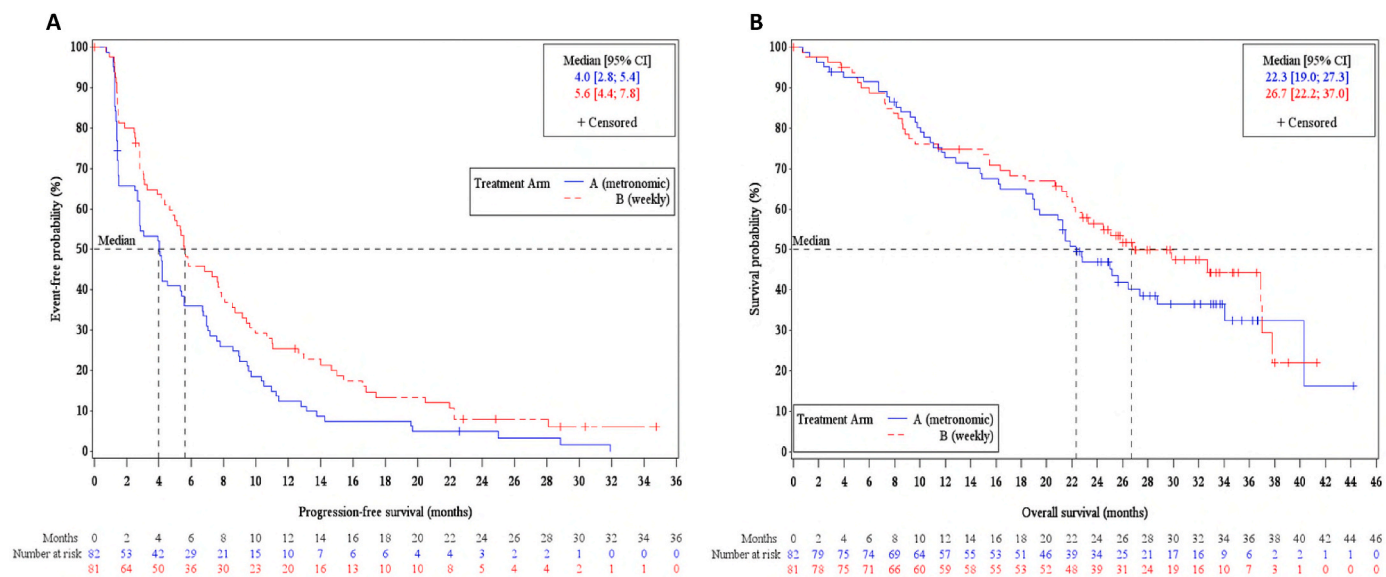 A
100
90
80
70
60
50
40
30
20
10
0
Event-free probability (%)
Median [95% CI]
4.0 [2.8; 5.4]
5.6 [4.4; 7.8]
+ Censored
Treatment Arm
A (metronomic)
B (weekly)
Median
0 2 4 6 8 10 12 14 16 18 20 22 24 26 28 30 32 34 36
Progression-free survival (months)
Months 0 2 4 6 8 10 12 14 16 18 20 22 24 26 28 30 32 34 36
Number at risk 82 53 42 29 21 15 10 7 6 6 4 4 3 2 2 1 0 0 0
81 64 50 36 30 23 20 16 13 10 10 8 5 4 4 2 1 1 0
B
100
90
80
70
60
50
40
30
20
10
0
Survival probability (%)
Median [95% CI]
22.3 [19.0; 27.3]
26.7 [22.2; 37.0]
+ Censored
Median
Treatment Arm
A (metronomic)
B (weekly)
0 2 4 6 8 10 12 14 16 18 20 22 24 26 28 30 32 34 36 38 40 42 44 46
Overall survival (months)
Months 0 2 4 6 8 10 12 14 16 18 20 22 24 26 28 30 32 34 36 38 40 42 44 46
Number at risk 82 79 75 74 69 64 57 55 53 51 46 39 34 25 21 17 16 9 6 2 2 1 1 0
81 78 75 71 66 60 59 58 55 53 52 48 39 31 24 19 16 10 7 3 1 0 0 0